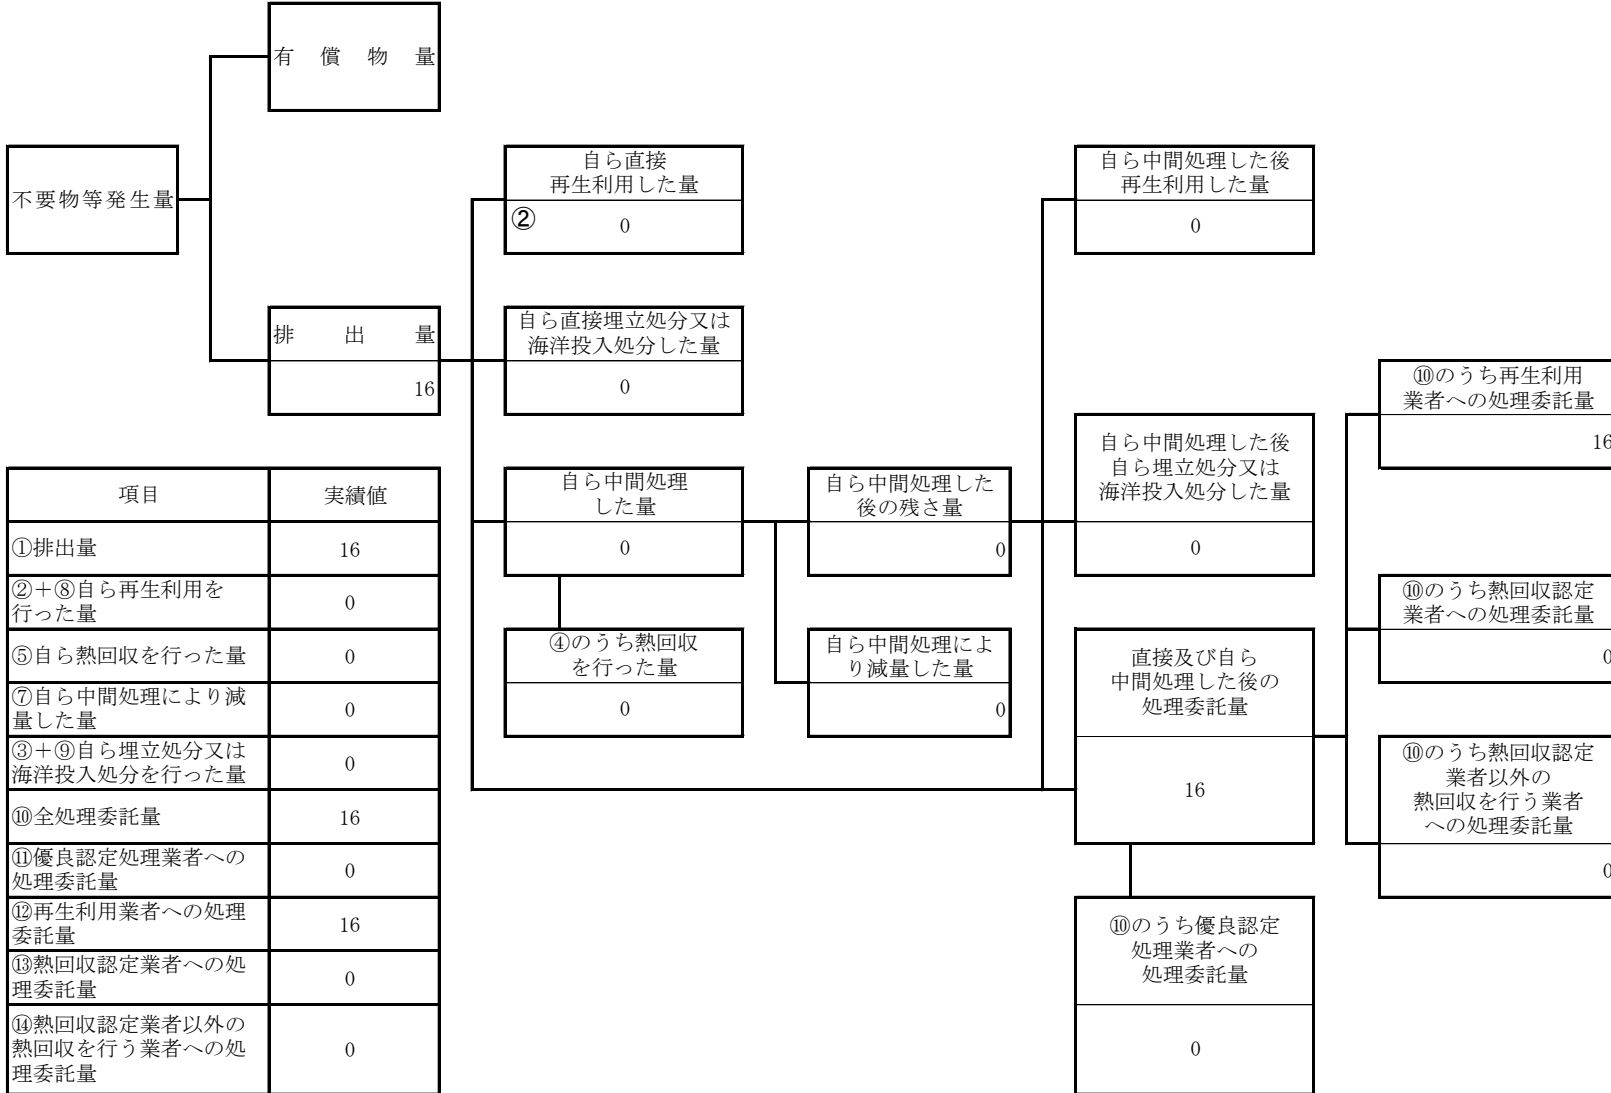 有償物量
不要物等発生量
自ら直接
再生利用した量
②
0
自ら中間処理した後
再生利用した量
0
排出量
16
自ら直接埋立処分又は
海洋投入処分した量
0
⑩のうち再生利用
業者への処理委託量
16
自ら中間処理
した量
0
自ら中間処理した
後の残さ量
0
自ら中間処理した後
自ら埋立処分又は
海洋投入処分した量
0
④のうち熱回収
を行った量
0
自ら中間処理によ
り減量した量
0
直接及び自ら
中間処理した後の
処理委託量
16
⑩のうち熱回収認定
業者への処理委託量
0
⑩のうち熱回収認定
業者以外の
熱回収を行う業者
への処理委託量
0
⑩のうち優良認定
処理業者への
処理委託量
0
項目 実績値
①排出量 16
②＋⑧自ら再生利用を
行った量 0
⑤自ら熱回収を行った量 0
⑦自ら中間処理により減
量した量 0
③＋⑨自ら埋立処分又は
海洋投入処分を行った量 0
⑩全処理委託量 16
⑪優良認定処理業者への
処理委託量 0
⑫再生利用業者への処理
委託量 16
⑬熱回収認定業者への処
理委託量 0
⑭熱回収認定業者以外の
熱回収を行う業者への処
理委託量 0